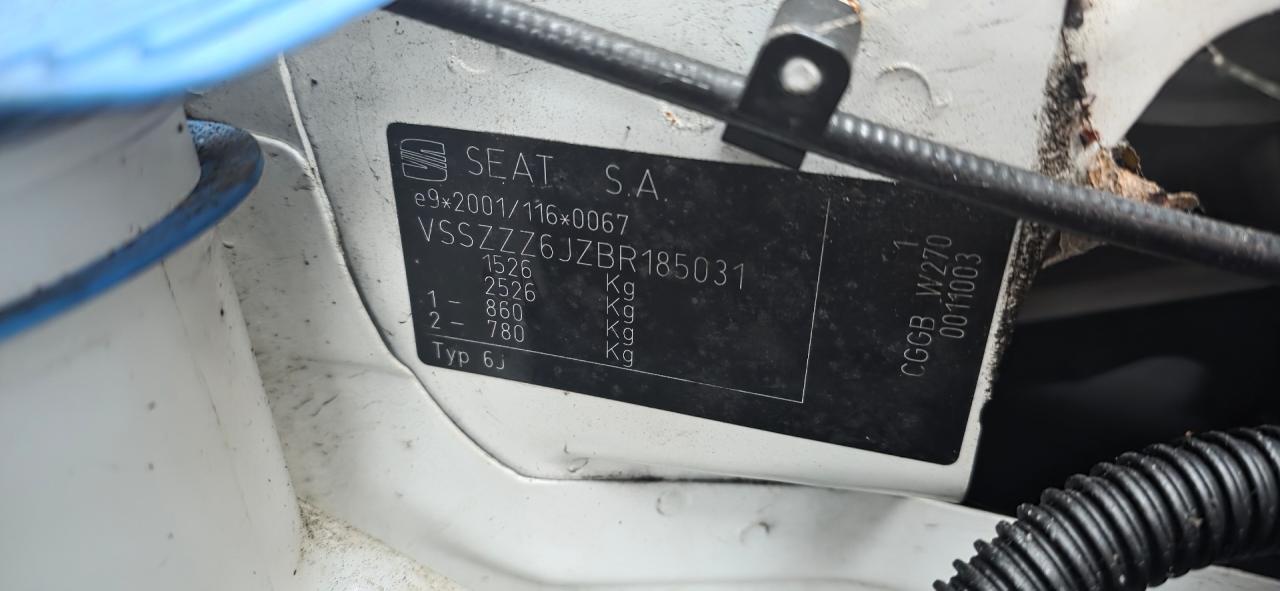 SEAT S.A.
e9*2001/116*0067
VSSZZZ6JZBR185031
1526 Kg
2526 Kg
1 - 860 Kg
2 - 780 Kg
Typ 6J
1
CGGB W270
0011003